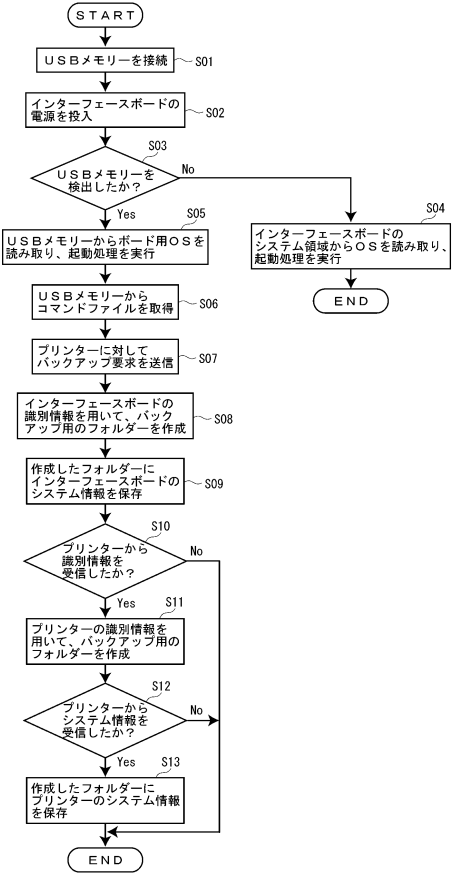 START
USBメモリーを接続
S01
インターフェースボードの
電源を投入
S02
USBメモリーを
検出したか？
S03
No
Yes
インターフェースボードの
システム領域からOSを読み取り、
起動処理を実行
S04
END
USBメモリーからボード用OSを
読み取り、起動処理を実行
S05
USBメモリーから
コマンドファイルを取得
S06
プリンターに対して
バックアップ要求を送信
S07
インターフェースボードの
識別情報を用いて、バック
アップ用のフォルダーを作成
S08
作成したフォルダーに
インターフェースボードの
システム情報を保存
S09
プリンターから
識別情報を
受信したか？
S10
No
Yes
プリンターの識別情報を
用いて、バックアップ用の
フォルダーを作成
S11
プリンターから
システム情報を
受信したか？
S12
No
Yes
作成したフォルダーに
プリンターのシステム情報
を保存
S13
END